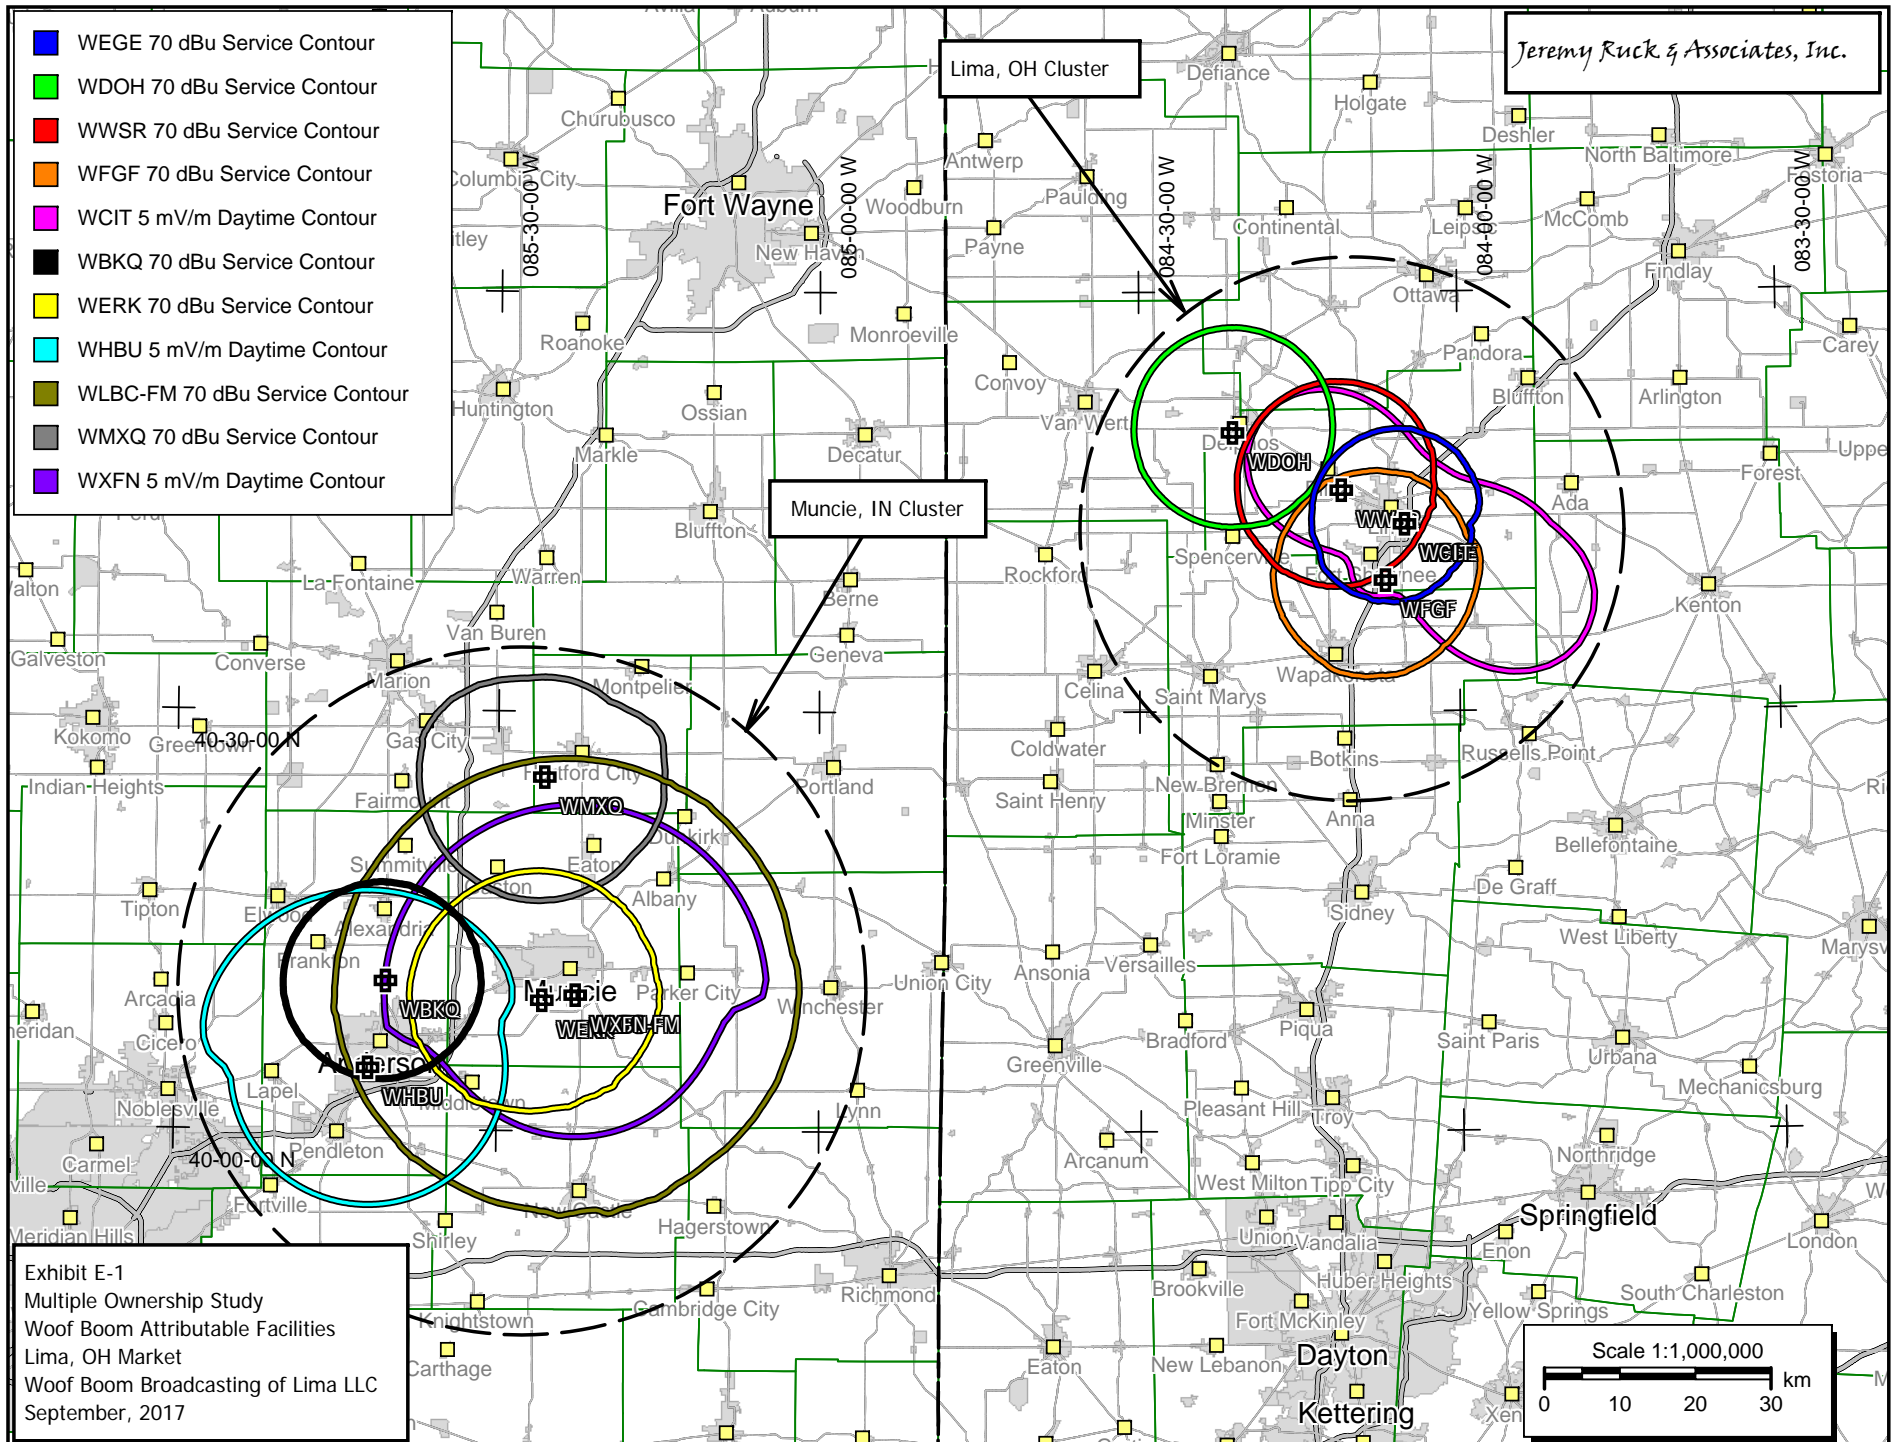 WEGE 70 dBu Service Contour
WDOH 70 dBu Service Contour
WWSR 70 dBu Service Contour
WFGF 70 dBu Service Contour
WCIT 5 mV/m Daytime Contour
WBKQ 70 dBu Service Contour
WERK 70 dBu Service Contour
WHBU 5 mV/m Daytime Contour
WLBC-FM 70 dBu Service Contour
WMXQ 70 dBu Service Contour
WXFN 5 mV/m Daytime Contour
Lima, OH Cluster
Jeremy Ruck & Associates, Inc.
Muncie, IN Cluster
Auburn
Churubusco
Columbia City
Fort Wayne
New Haven
Woodburn
085-30-00 W
085-00-00 W
084-30-00 W
084-00-00 W
083-30-00 W
Defiance
Holgate
Deshler
North Baltimore
Fostoria
Antwerp
Paulding
Payne
Continental
Leipsic
McComb
Findlay
Ottawa
Monroeville
Roanoke
Huntington
Ossian
Markle
Decatur
Convoy
Van Wert
Pandora
Bluffton
Arlington
Carey
Delphos
WDOH
Forest
Ada
Bluffton
Spencerville
Rockford
WFGF
Kenton
La Fontaine
Warren
Berne
Van Buren
Geneva
Galveston
Converse
Marion
Montpelier
Celina
Saint Marys
Wapakoneta
Kokomo
Greentown
40-30-00 N
Gas City
Indian Heights
Fairmount
Hartford City
Portland
WMXQ
Coldwater
Botkins
Russells Point
Saint Henry
New Bremen
Minster
Anna
Fort Loramie
Bellefontaine
Summitville
Gaston
Eaton
Dunkirk
Albany
De Graff
Sidney
Tipton
Elwood
Alexandria
Frankton
West Liberty
Arcadia
Cicero
WBKQ
Muncie
Parker City
Winchester
Union City
Ansonia
Versailles
Anderson
WHBU
Piqua
Bradford
Saint Paris
Urbana
Greenville
Noblesville
Lapel
Middletown
Lynn
Mechanicsburg
Pleasant Hill
Troy
Carmel
40-00-00 N
Pendleton
Arcanum
Northridge
West Milton
Tipp City
Fortville
New Castle
Hagerstown
Springfield
Meridian Hills
Shirley
Union
Vandalia
Enon
London
Huber Heights
Richmond
Brookville
South Charleston
Knightstown
Cambridge City
Fort McKinley
Yellow Springs
Carthage
Eaton
New Lebanon
Dayton
Kettering
Exhibit E-1
Multiple Ownership Study
Woof Boom Attributable Facilities
Lima, OH Market
Woof Boom Broadcasting of Lima LLC
September, 2017
Scale 1:1,000,000
km
0 10 20 30